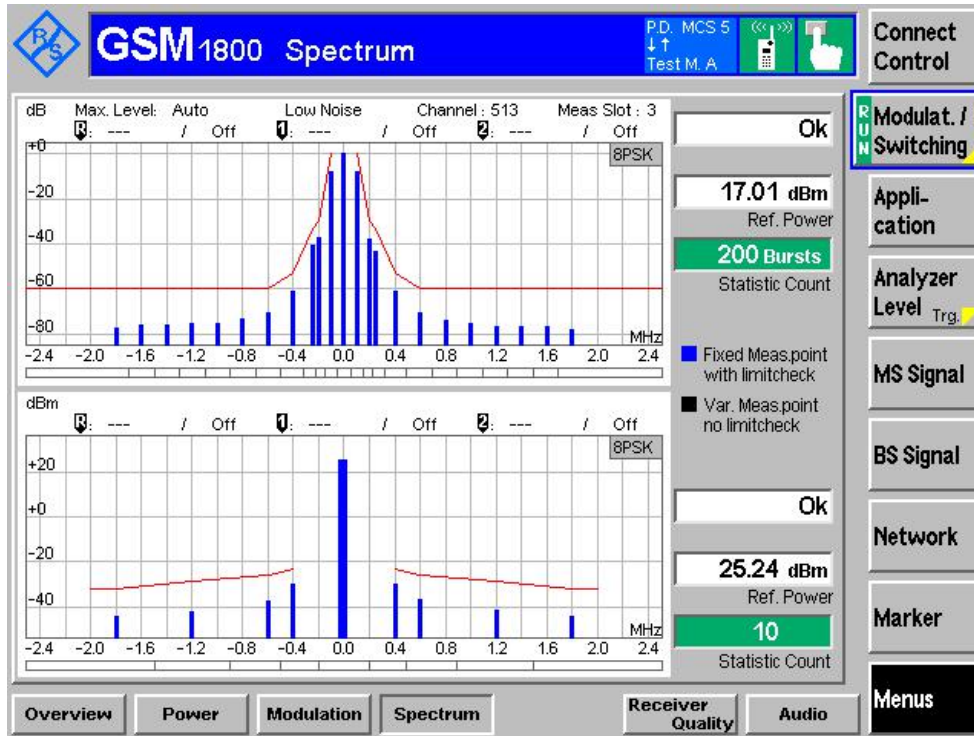 R&S
GSM 1800 Spectrum
P.D. MCS 5
↓↑
Test M. A
Connect Control
dB Max. Level: Auto Low Noise Channel : 513 Meas Slot : 3
R: --- / Off 1: --- / Off 2: --- / Off
8PSK
+0
-20
-40
-60
-80
MHz
-2.4 -2.0 -1.6 -1.2 -0.8 -0.4 0.0 0.4 0.8 1.2 1.6 2.0 2.4
Ok
17.01 dBm
Ref. Power
200 Bursts
Statistic Count
Fixed Meas.point
with limitcheck
Var. Meas.point
no limitcheck
dBm
R: --- / Off 1: --- / Off 2: --- / Off
8PSK
+20
+0
-20
-40
MHz
-2.4 -2.0 -1.6 -1.2 -0.8 -0.4 0.0 0.4 0.8 1.2 1.6 2.0 2.4
Ok
25.24 dBm
Ref. Power
10
Statistic Count
RUN
Modulat. /
Switching
Appli-
cation
Analyzer
Level Trg.
MS Signal
BS Signal
Network
Marker
Menus
Overview Power Modulation Spectrum Receiver Quality Audio